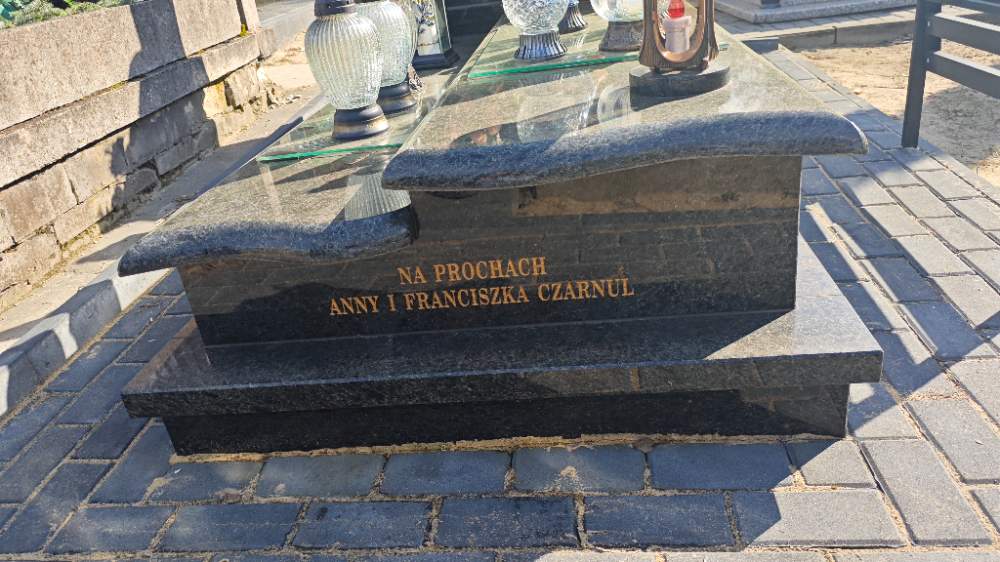 NA PROCHACH
ANNY I FRANCISZKA CZARNUL